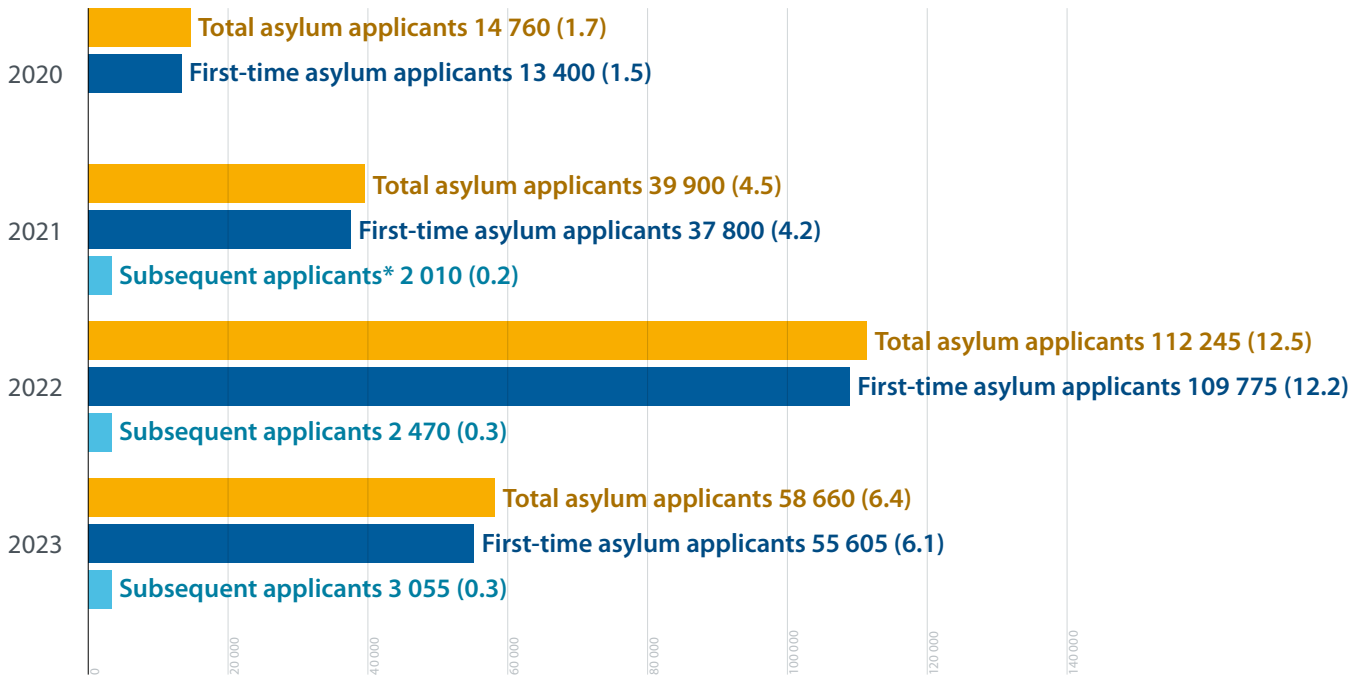 Total asylum applicants 14 760 (1.7)
2020
First-time asylum applicants 13 400 (1.5)
Total asylum applicants 39 900 (4.5)
2021
First-time asylum applicants 37 800 (4.2)
Subsequent applicants* 2 010 (0.2)
Total asylum applicants 112 245 (12.5)
2022
First-time asylum applicants 109 775 (12.2)
Subsequent applicants 2 470 (0.3)
Total asylum applicants 58 660 (6.4)
2023
First-time asylum applicants 55 605 (6.1)
Subsequent applicants 3 055 (0.3)
0
20 000
40 000
60 000
80 000
100 000
120 000
140 000